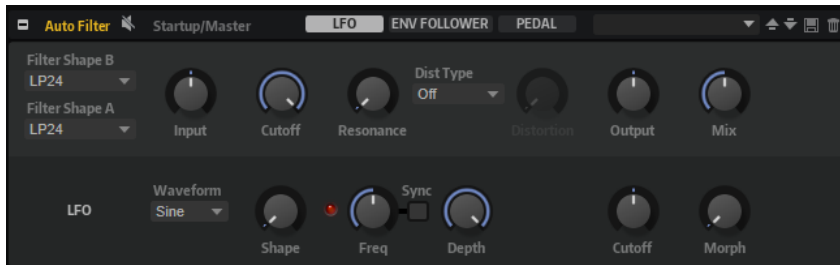 Auto Filter Startup/Master LFO ENV FOLLOWER PEDAL
Filter Shape B
LP24
Filter Shape A
LP24
Input
Cutoff
Resonance
Dist Type
Off
Distortion
Output
Mix
LFO
Waveform
Sine
Shape
Freq
Sync
Depth
Cutoff
Morph